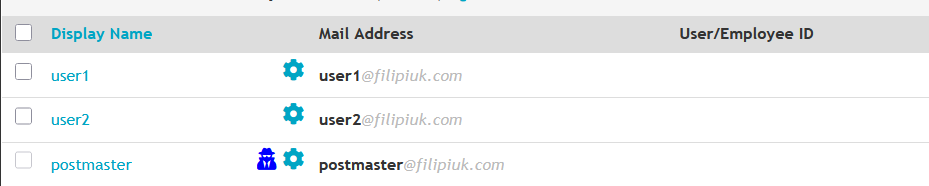 Display Name Mail Address User/Employee ID
user1 user1@filipiuk.com
user2 user2@filipiuk.com
postmaster postmaster@filipiuk.com